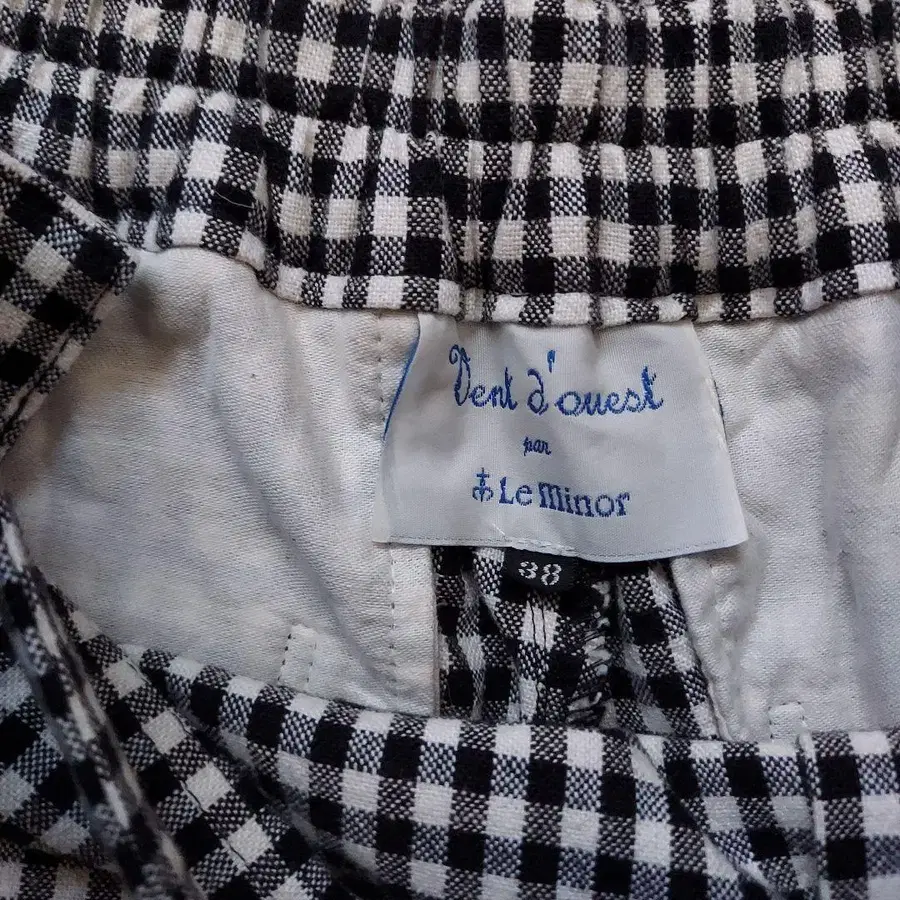 Vent d'ouest
par
Le minor
38